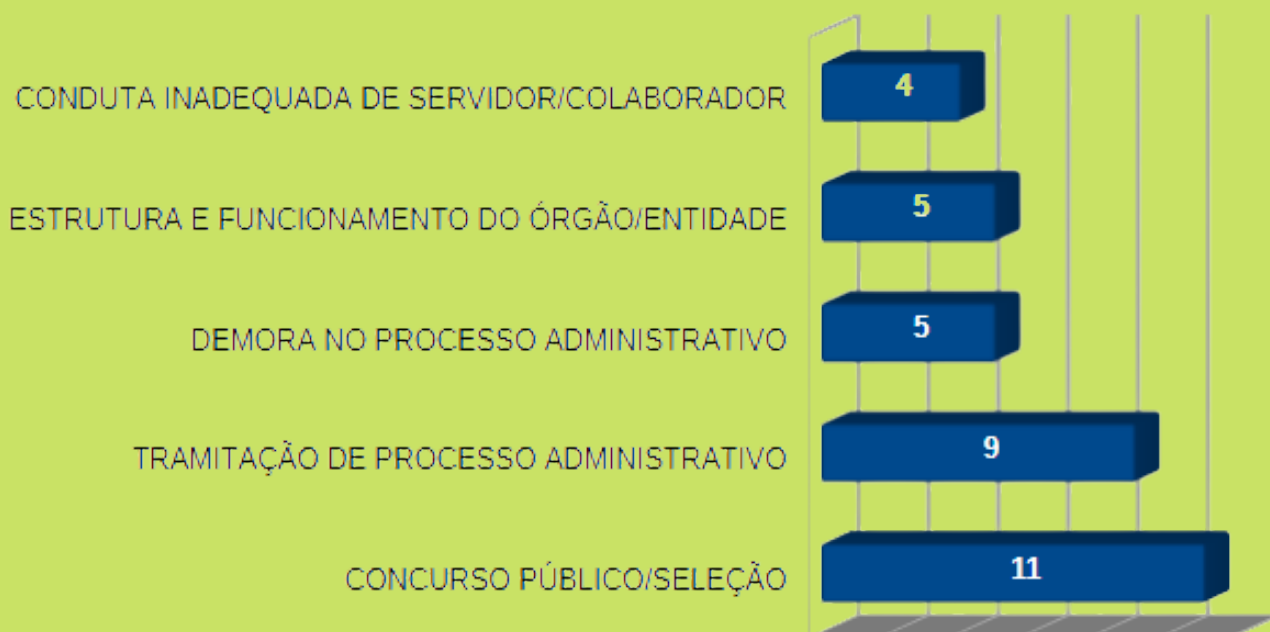 CONDUTA INADEQUADA DE SERVIDOR/COLABORADOR 4
ESTRUTURA E FUNCIONAMENTO DO ÓRGÃO/ENTIDADE 5
DEMORA NO PROCESSO ADMINISTRATIVO 5
TRAMITAÇÃO DE PROCESSO ADMINISTRATIVO 9
CONCURSO PÚBLICO/SELEÇÃO 11